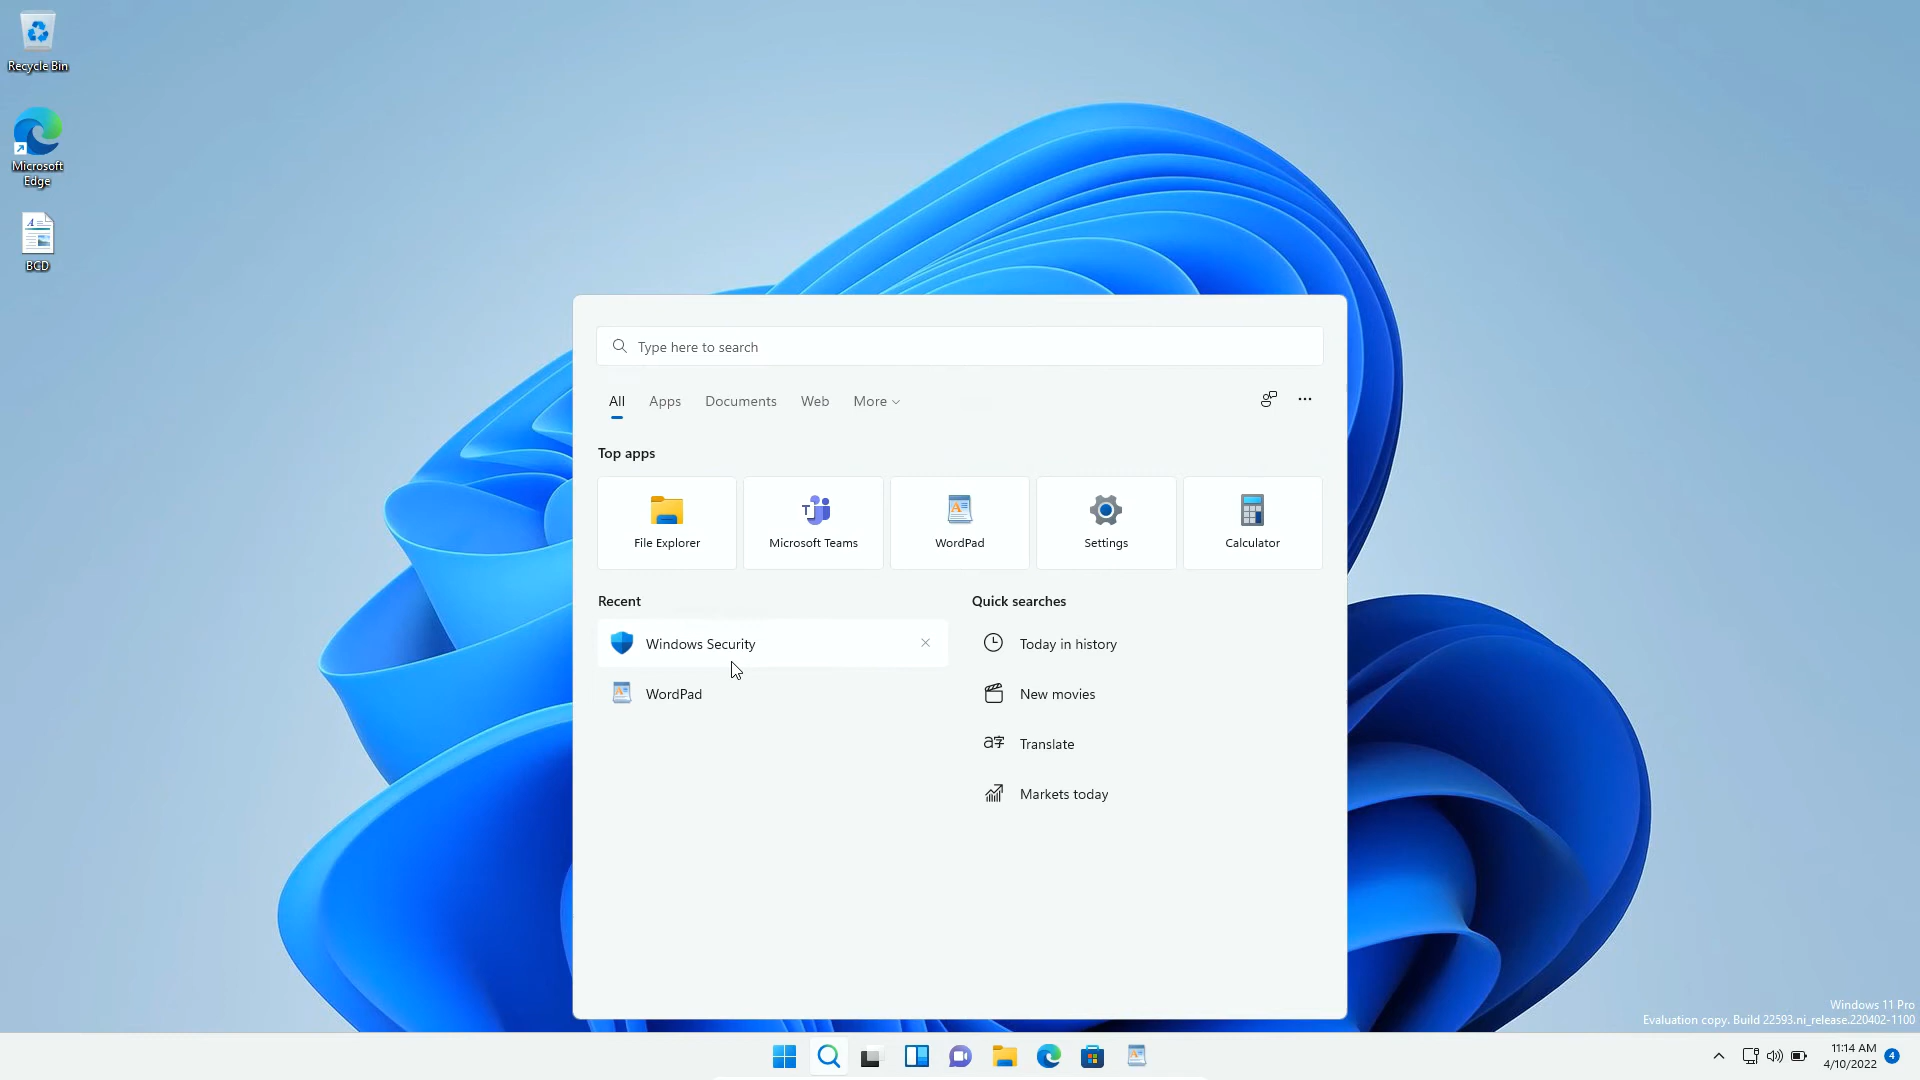 Recycle Bin
Microsoft
Edge
BCD
Type here to search
All Apps Documents Web More
Top apps
File Explorer
Microsoft Teams
WordPad
Settings
Calculator
Recent
Windows Security
WordPad
Quick searches
Today in history
New movies
Translate
Markets today
Windows 11 Pro
Evaluation copy. Build 22593.ni_release.220402-1100
11:14 AM
4/10/2022
4